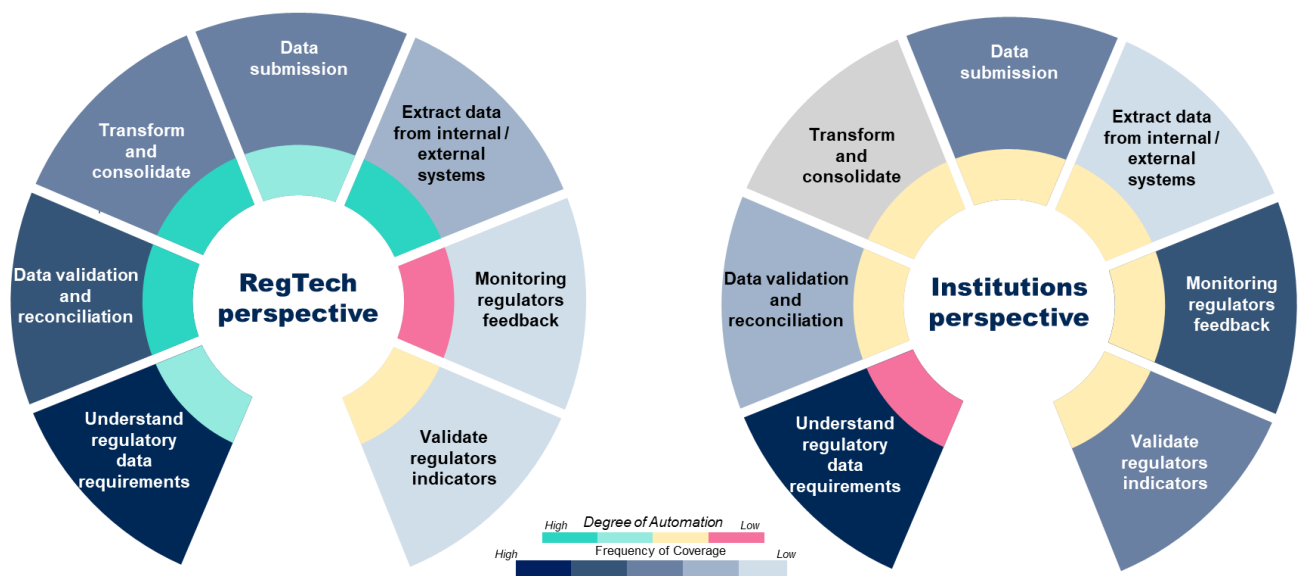 Data
submission
Transform
and
consolidate
Extract data
from internal /
external
systems
Data validation
and
reconciliation
RegTech
perspective
Monitoring
regulators
feedback
Understand
regulatory
data
requirements
Validate
regulators
indicators
Data
submission
Transform
and
consolidate
Extract data
from internal /
external
systems
Data validation
and
reconciliation
Institutions
perspective
Monitoring
regulators
feedback
Understand
regulatory
data
requirements
Validate
regulators
indicators
High Degree of Automation Low
High Frequency of Coverage Low